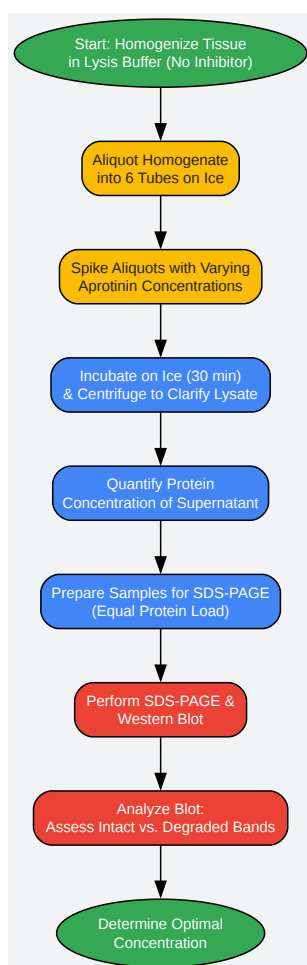 Start: Homogenize Tissue
in Lysis Buffer (No Inhibitor)
Aliquot Homogenate
into 6 Tubes on Ice
Spike Aliquots with Varying
Aprotinin Concentrations
Incubate on Ice (30 min)
& Centrifuge to Clarify Lysate
Quantify Protein
Concentration of Supernatant
Prepare Samples for SDS-PAGE
(Equal Protein Load)
Perform SDS-PAGE &
Western Blot
Analyze Blot:
Assess Intact vs. Degraded Bands
Determine Optimal
Concentration